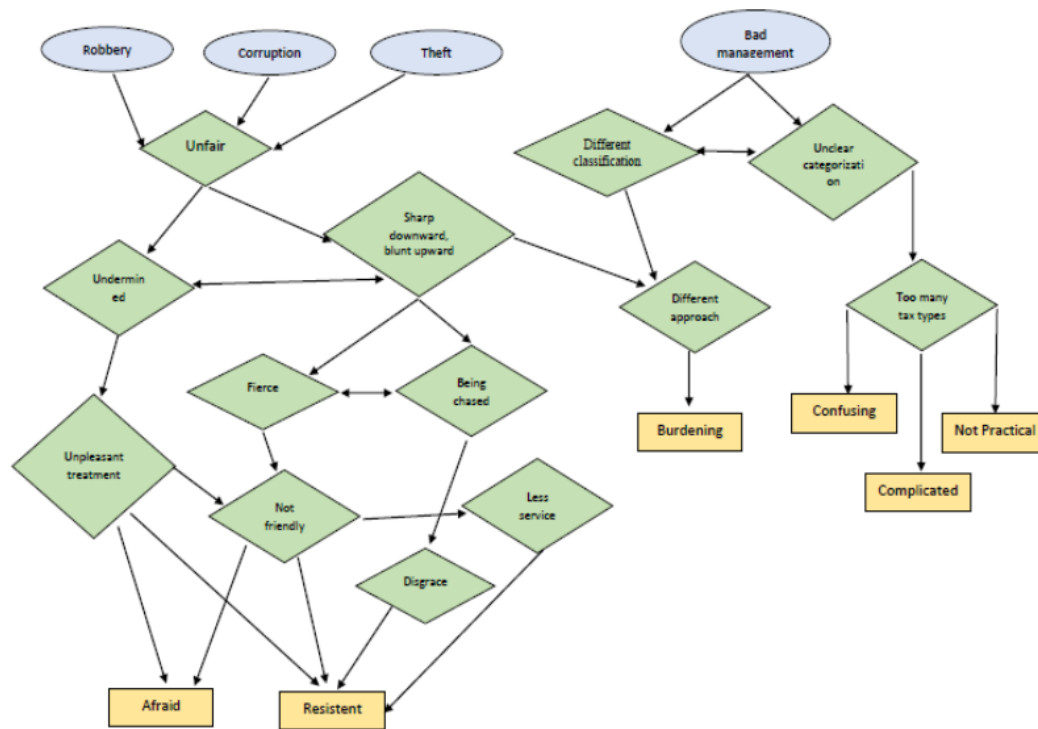 Robbery
Corruption
Theft
Bad
management
Unfair
Different
classification
Unclear
categorizati
on
Sharp
downward,
blunt upward
Undermin
ed
Different
approach
Too many
tax types
Fierce
Being
chased
Burdening
Confusing
Not Practical
Unpleasant
treatment
Not
friendly
Less
service
Complicated
Disgrace
Afraid
Resistent